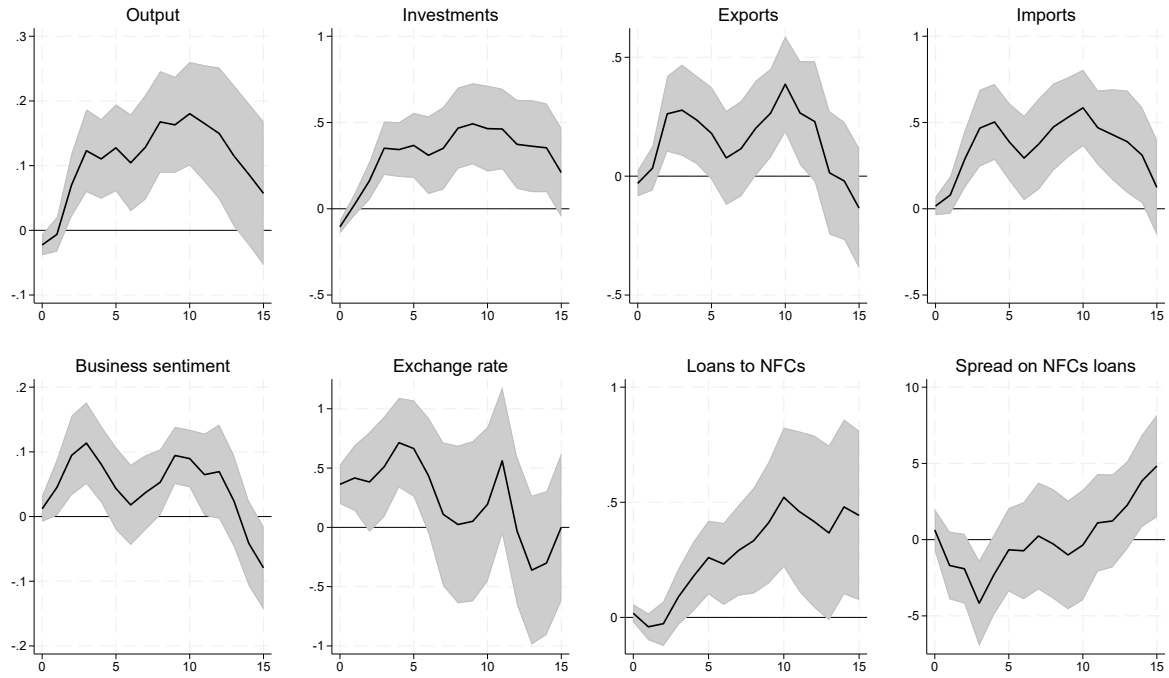 Output
.3
.2
.1
0
-.1
0 5 10 15
Investments
1
.5
0
-.5
0 5 10 15
Exports
.5
0
-.5
0 5 10 15
Imports
1
.5
0
-.5
0 5 10 15
Business sentiment
.2
.1
0
-.1
-.2
0 5 10 15
Exchange rate
1
.5
0
-.5
-1
0 5 10 15
Loans to NFCs
1
.5
0
0 5 10 15
Spread on NFCs loans
10
5
0
-5
0 5 10 15